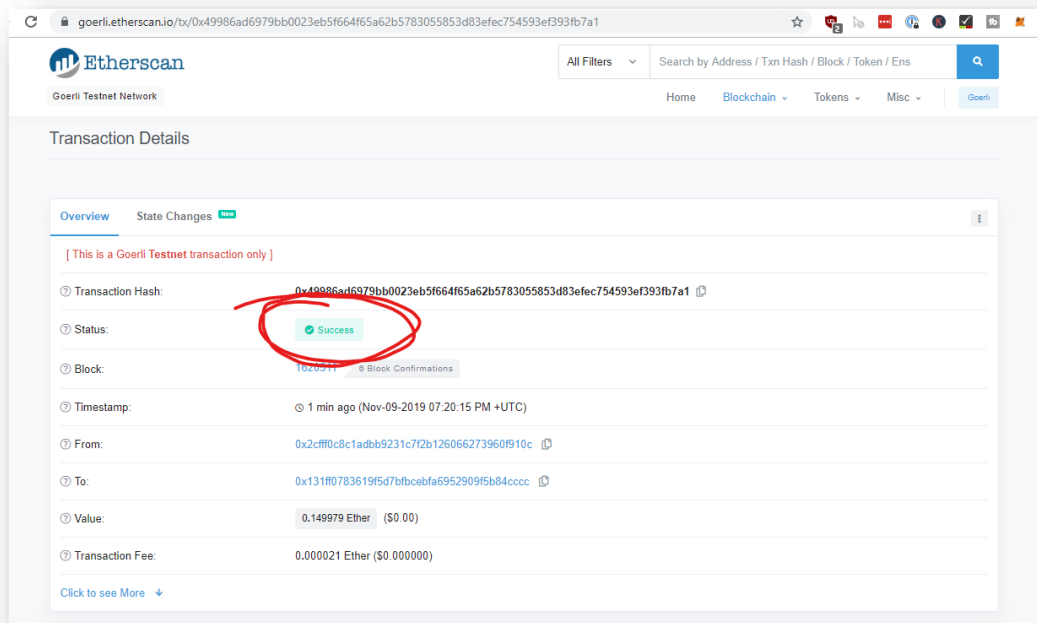 goerli.etherscan.io/tx/0x49986ad6979bb0023eb5f664f65a62b5783055853d83efec754593ef393fb7a1
2
Etherscan
All Filters
Search by Address / Txn Hash / Block / Token / Ens
Goerli Testnet Network
Home
Blockchain
Tokens
Misc
Goerli
Transaction Details
Overview
State Changes
New
[ This is a Goerli Testnet transaction only ]
Transaction Hash:
0x49986ad6979bb0023eb5f664f65a62b5783055853d83efec754593ef393fb7a1
Status:
Success
Block:
6 Block Confirmations
Timestamp:
1 min ago (Nov-09-2019 07:20:15 PM +UTC)
From:
0x2cfff0c8c1adbb9231c7f2b126066273960f910c
To:
0x131ff0783619f5d7bfbcebfa6952909f5b84cccc
Value:
0.149979 Ether ($0.00)
Transaction Fee:
0.000021 Ether ($0.000000)
Click to see More